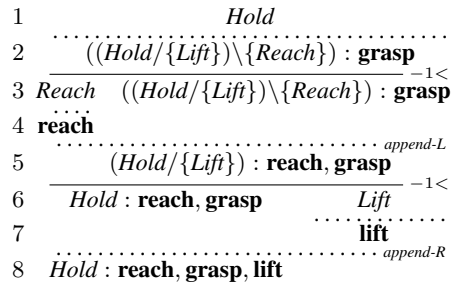 1 Hold
2 ((Hold/{Lift})\{Reach}) : grasp
−1<
3 Reach ((Hold/{Lift})\{Reach}) : grasp
4 reach
append-L
5 (Hold/{Lift}) : reach, grasp
−1<
6 Hold : reach, grasp Lift
7 lift
append-R
8 Hold : reach, grasp, lift